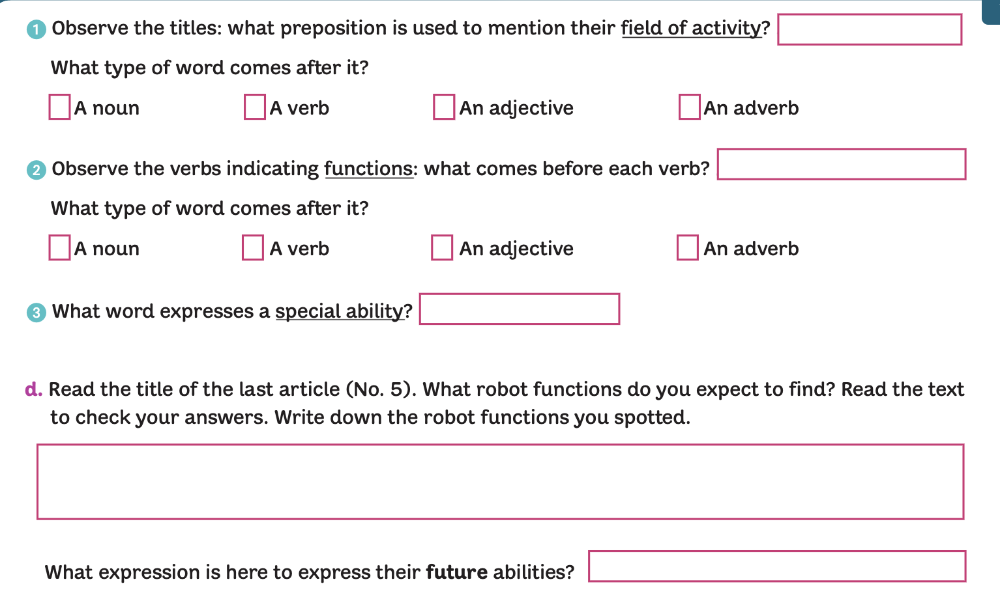 1 Observe the titles: what preposition is used to mention their field of activity?
What type of word comes after it?
A noun A verb An adjective An adverb
2 Observe the verbs indicating functions: what comes before each verb?
What type of word comes after it?
A noun A verb An adjective An adverb
3 What word expresses a special ability?
d. Read the title of the last article (No. 5). What robot functions do you expect to find? Read the text
to check your answers. Write down the robot functions you spotted.
What expression is here to express their future abilities?